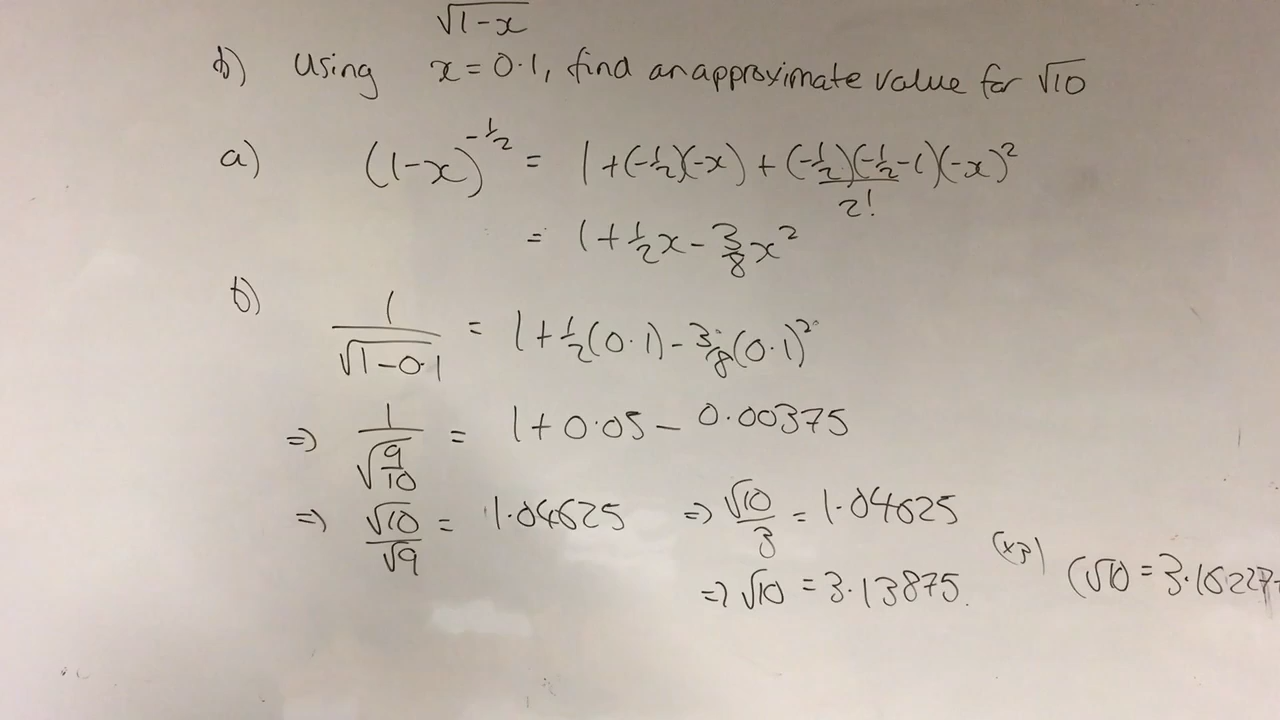 √(1-x)
b) Using x = 0.1, find an approximate value for √10
a) (1-x)^(-1/2) = 1 + (-1/2)(-x) + (-1/2)(-1/2-1)(-x)²/2!
= 1 + 1/2x - 3/8x²
b) 1/√(1-0.1) = 1 + 1/2(0.1) - 3/8(0.1)²
⇒ 1/√(9/10) = 1 + 0.05 - 0.00375
⇒ √10/√9 = 1.04625 ⇒ √10/3 = 1.04625
(x3)
⇒ √10 = 3.13875. (√10 = 3.16227